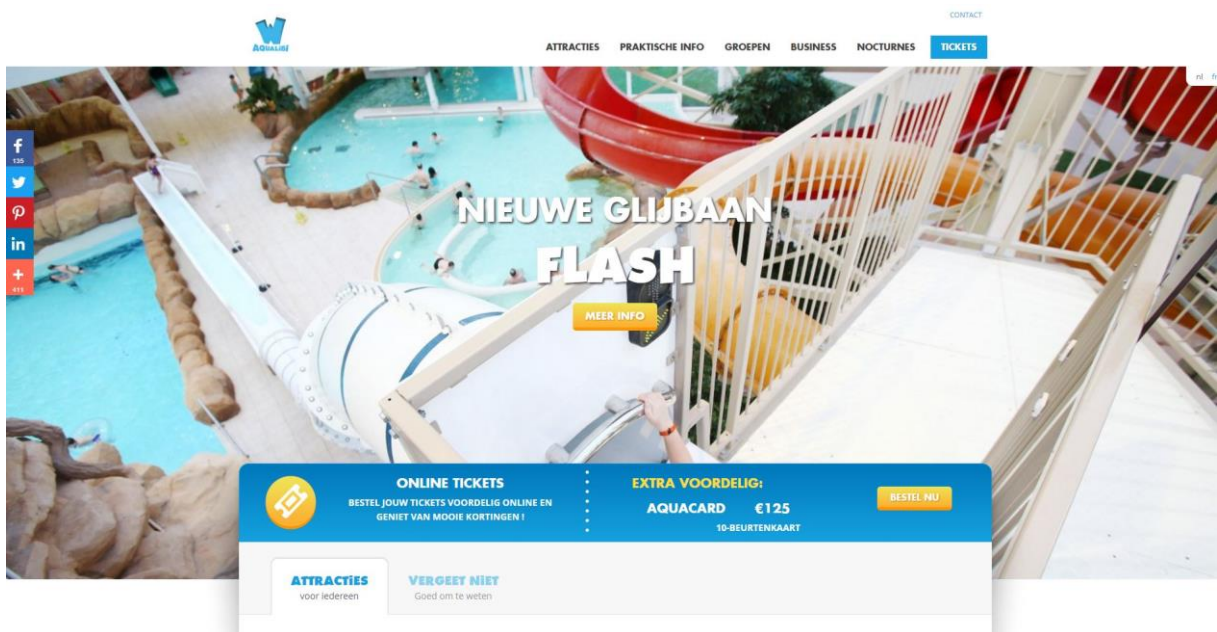 CONTACT
W
AQUALIBI
ATTRACTIES PRAKTISCHE INFO GROEPEN BUSINESS NOCTURNES TICKETS
nl fr
135
NIEUWE GLIJBAAN
FLASH
MEER INFO
ONLINE TICKETS
BESTEL JOUW TICKETS VOORDELIG ONLINE EN
GENIET VAN MOOIE KORTINGEN !
EXTRA VOORDELIG:
AQUACARD €125
10-BEURTENKAART
BESTEL NU
ATTRACTiES
voor iedereen
VERGEET NiET
Goed om te weten